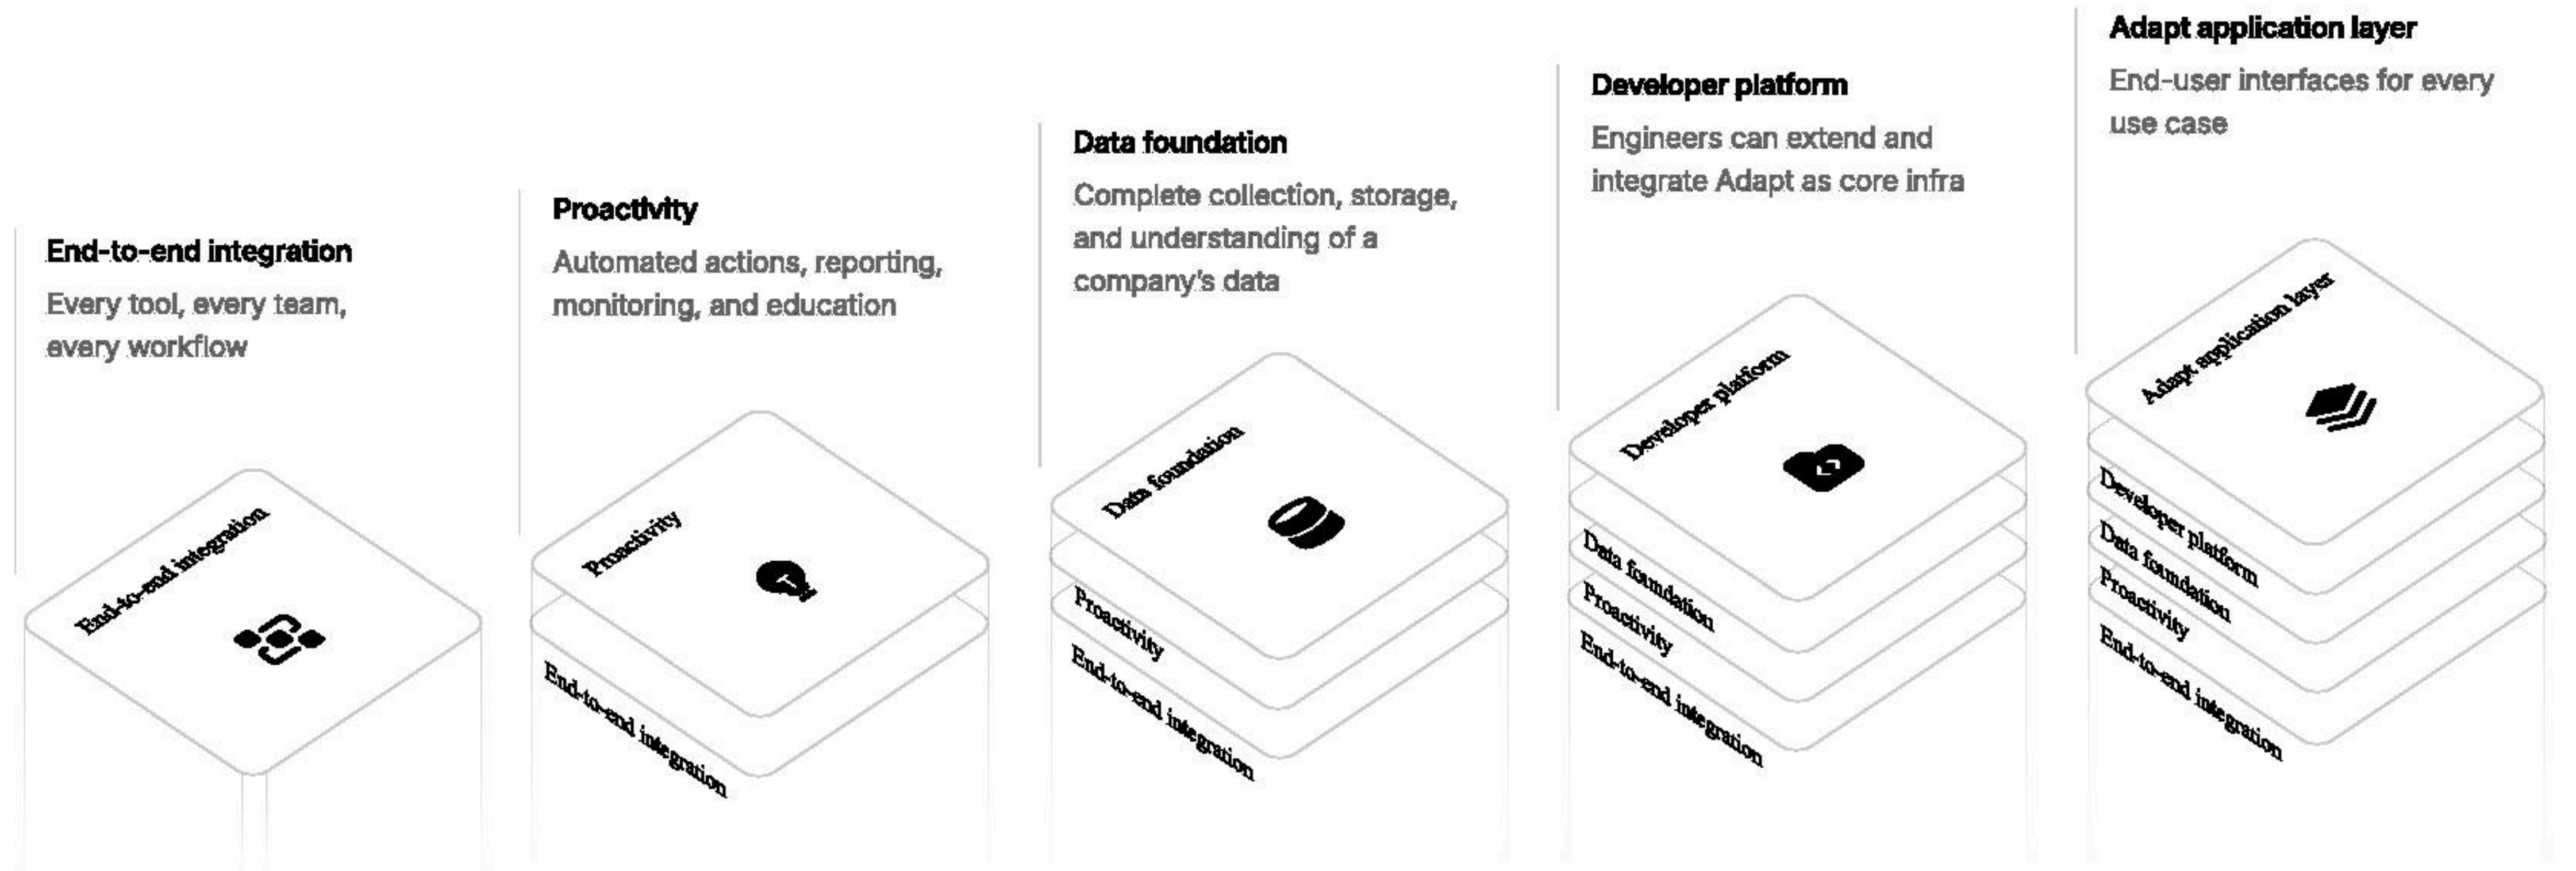 End-to-end integration
Every tool, every team,
every workflow
End-to-end integration
Proactivity
Automated actions, reporting,
monitoring, and education
Proactivity
End-to-end integration
Data foundation
Complete collection, storage,
and understanding of a
company's data
Data foundation
Proactivity
End-to-end integration
Developer platform
Engineers can extend and
integrate Adapt as core infra
Developer platform
Data foundation
Proactivity
End-to-end integration
Adapt application layer
End-user interfaces for every
use case
Adapt application layer
Developer platform
Data foundation
Proactivity
End-to-end integration